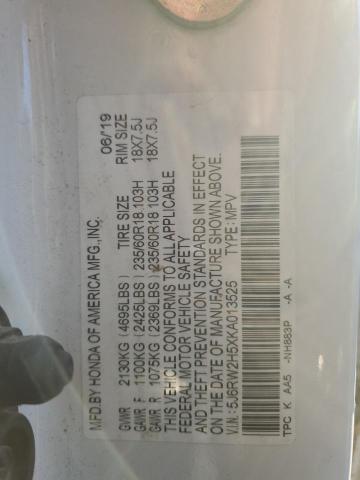 MFD.BY HONDA OF AMERICA MFG.,INC. 06/'19
GVWR 2130KG (4695LBS) TIRE SIZE RIM SIZE
GAWR F 1100KG (2425LBS) 235/60R18 103H 18X7.5J
GAWR R 1075KG (2369LBS) 235/60R18 103H 18X7.5J
THIS VEHICLE CONFORMS TO ALL APPLICABLE
FEDERAL MOTOR VEHICLE SAFETY
AND THEFT PREVENTION STANDARDS IN EFFECT
ON THE DATE OF MANUFACTURE SHOWN ABOVE.
V.I.N: 5J6RW2H5XKA013525 TYPE: MPV
TPC K AA5 -NH883P -A -A